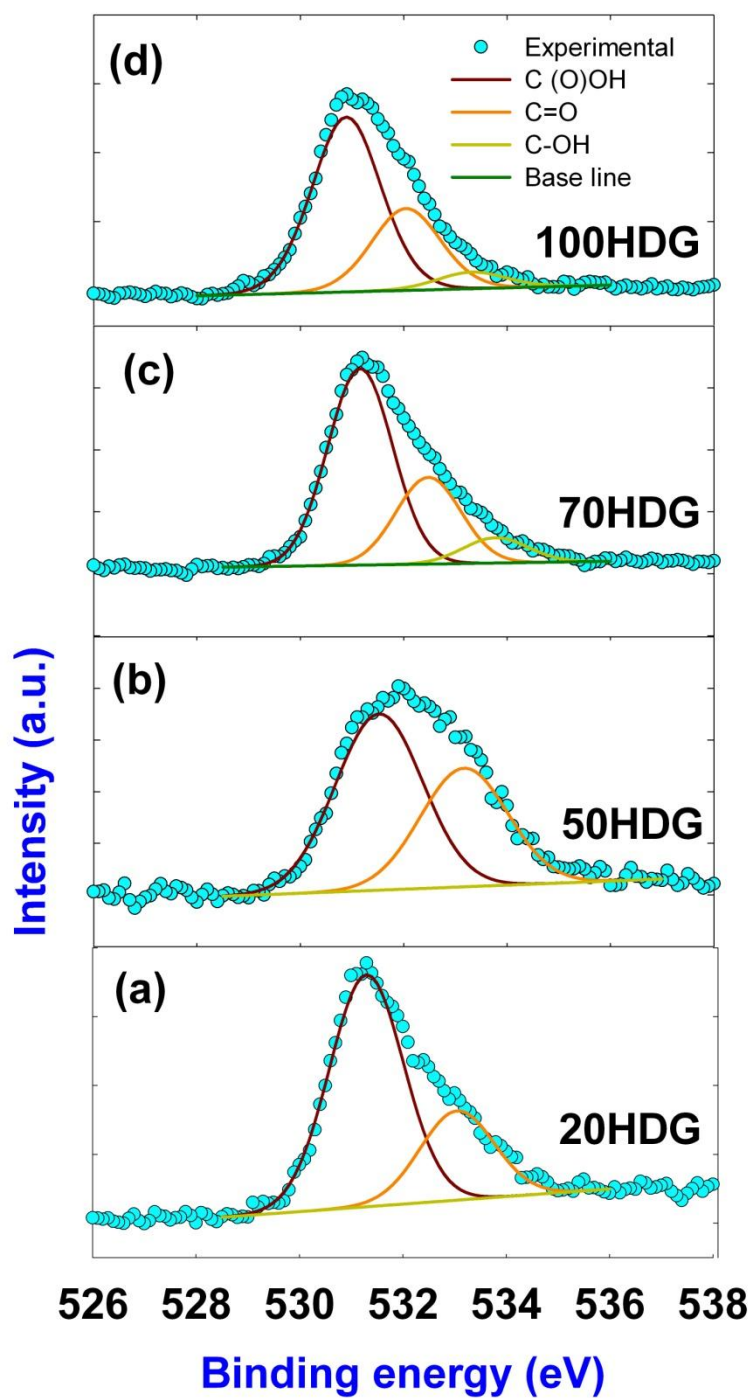 (d)
Experimental
C (O)OH
C=O
C-OH
Base line
100HDG
(c)
70HDG
(b)
50HDG
(a)
20HDG
Intensity (a.u.)
526 528 530 532 534 536 538
Binding energy (eV)